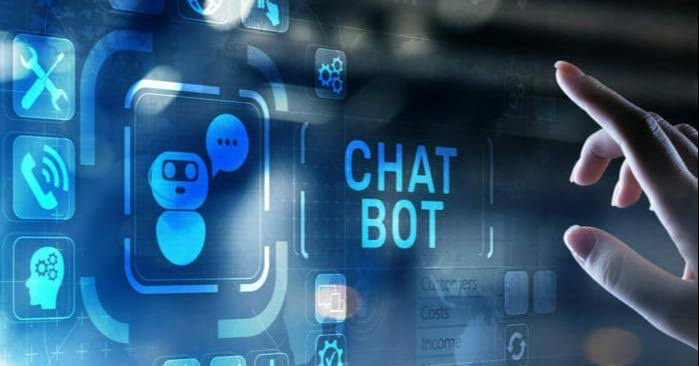 CHAT
BOT
Customers
Costs
Income